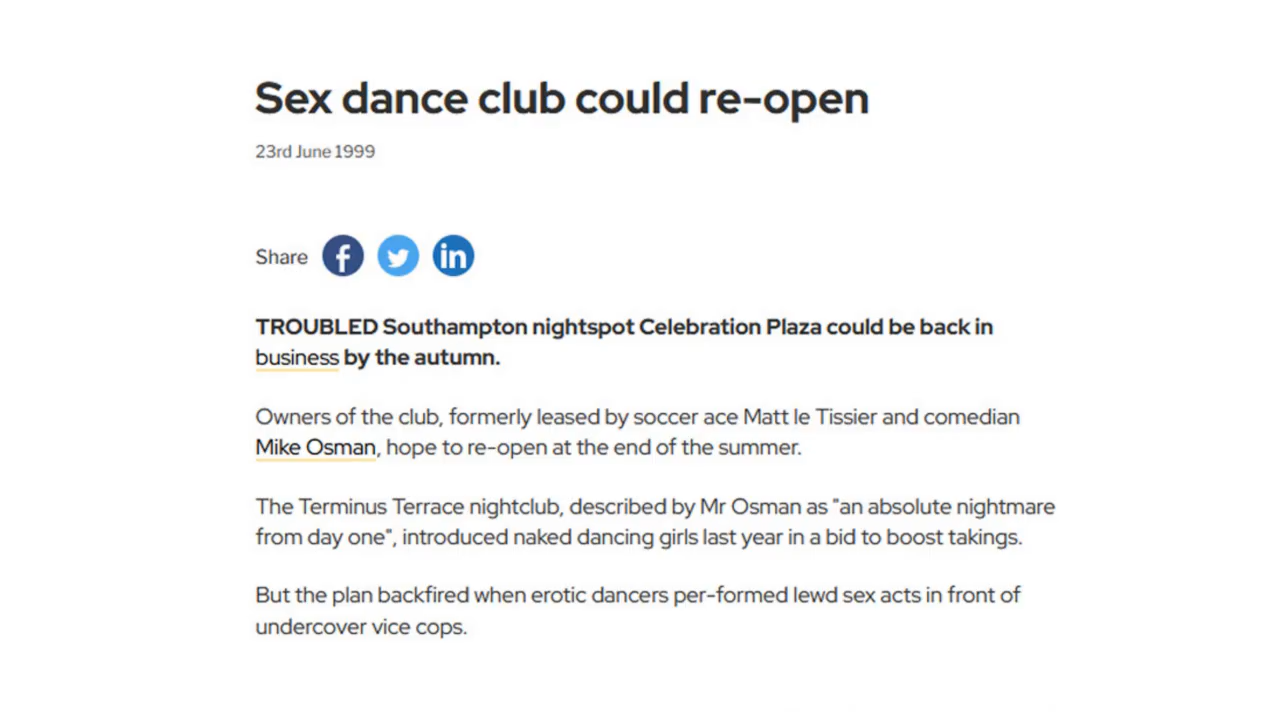 Sex dance club could re-open
23rd June 1999
Share f in
TROUBLED Southampton nightspot Celebration Plaza could be back in
business by the autumn.
Owners of the club, formerly leased by soccer ace Matt le Tissier and comedian
Mike Osman, hope to re-open at the end of the summer.
The Terminus Terrace nightclub, described by Mr Osman as "an absolute nightmare
from day one", introduced naked dancing girls last year in a bid to boost takings.
But the plan backfired when erotic dancers per-formed lewd sex acts in front of
undercover vice cops.